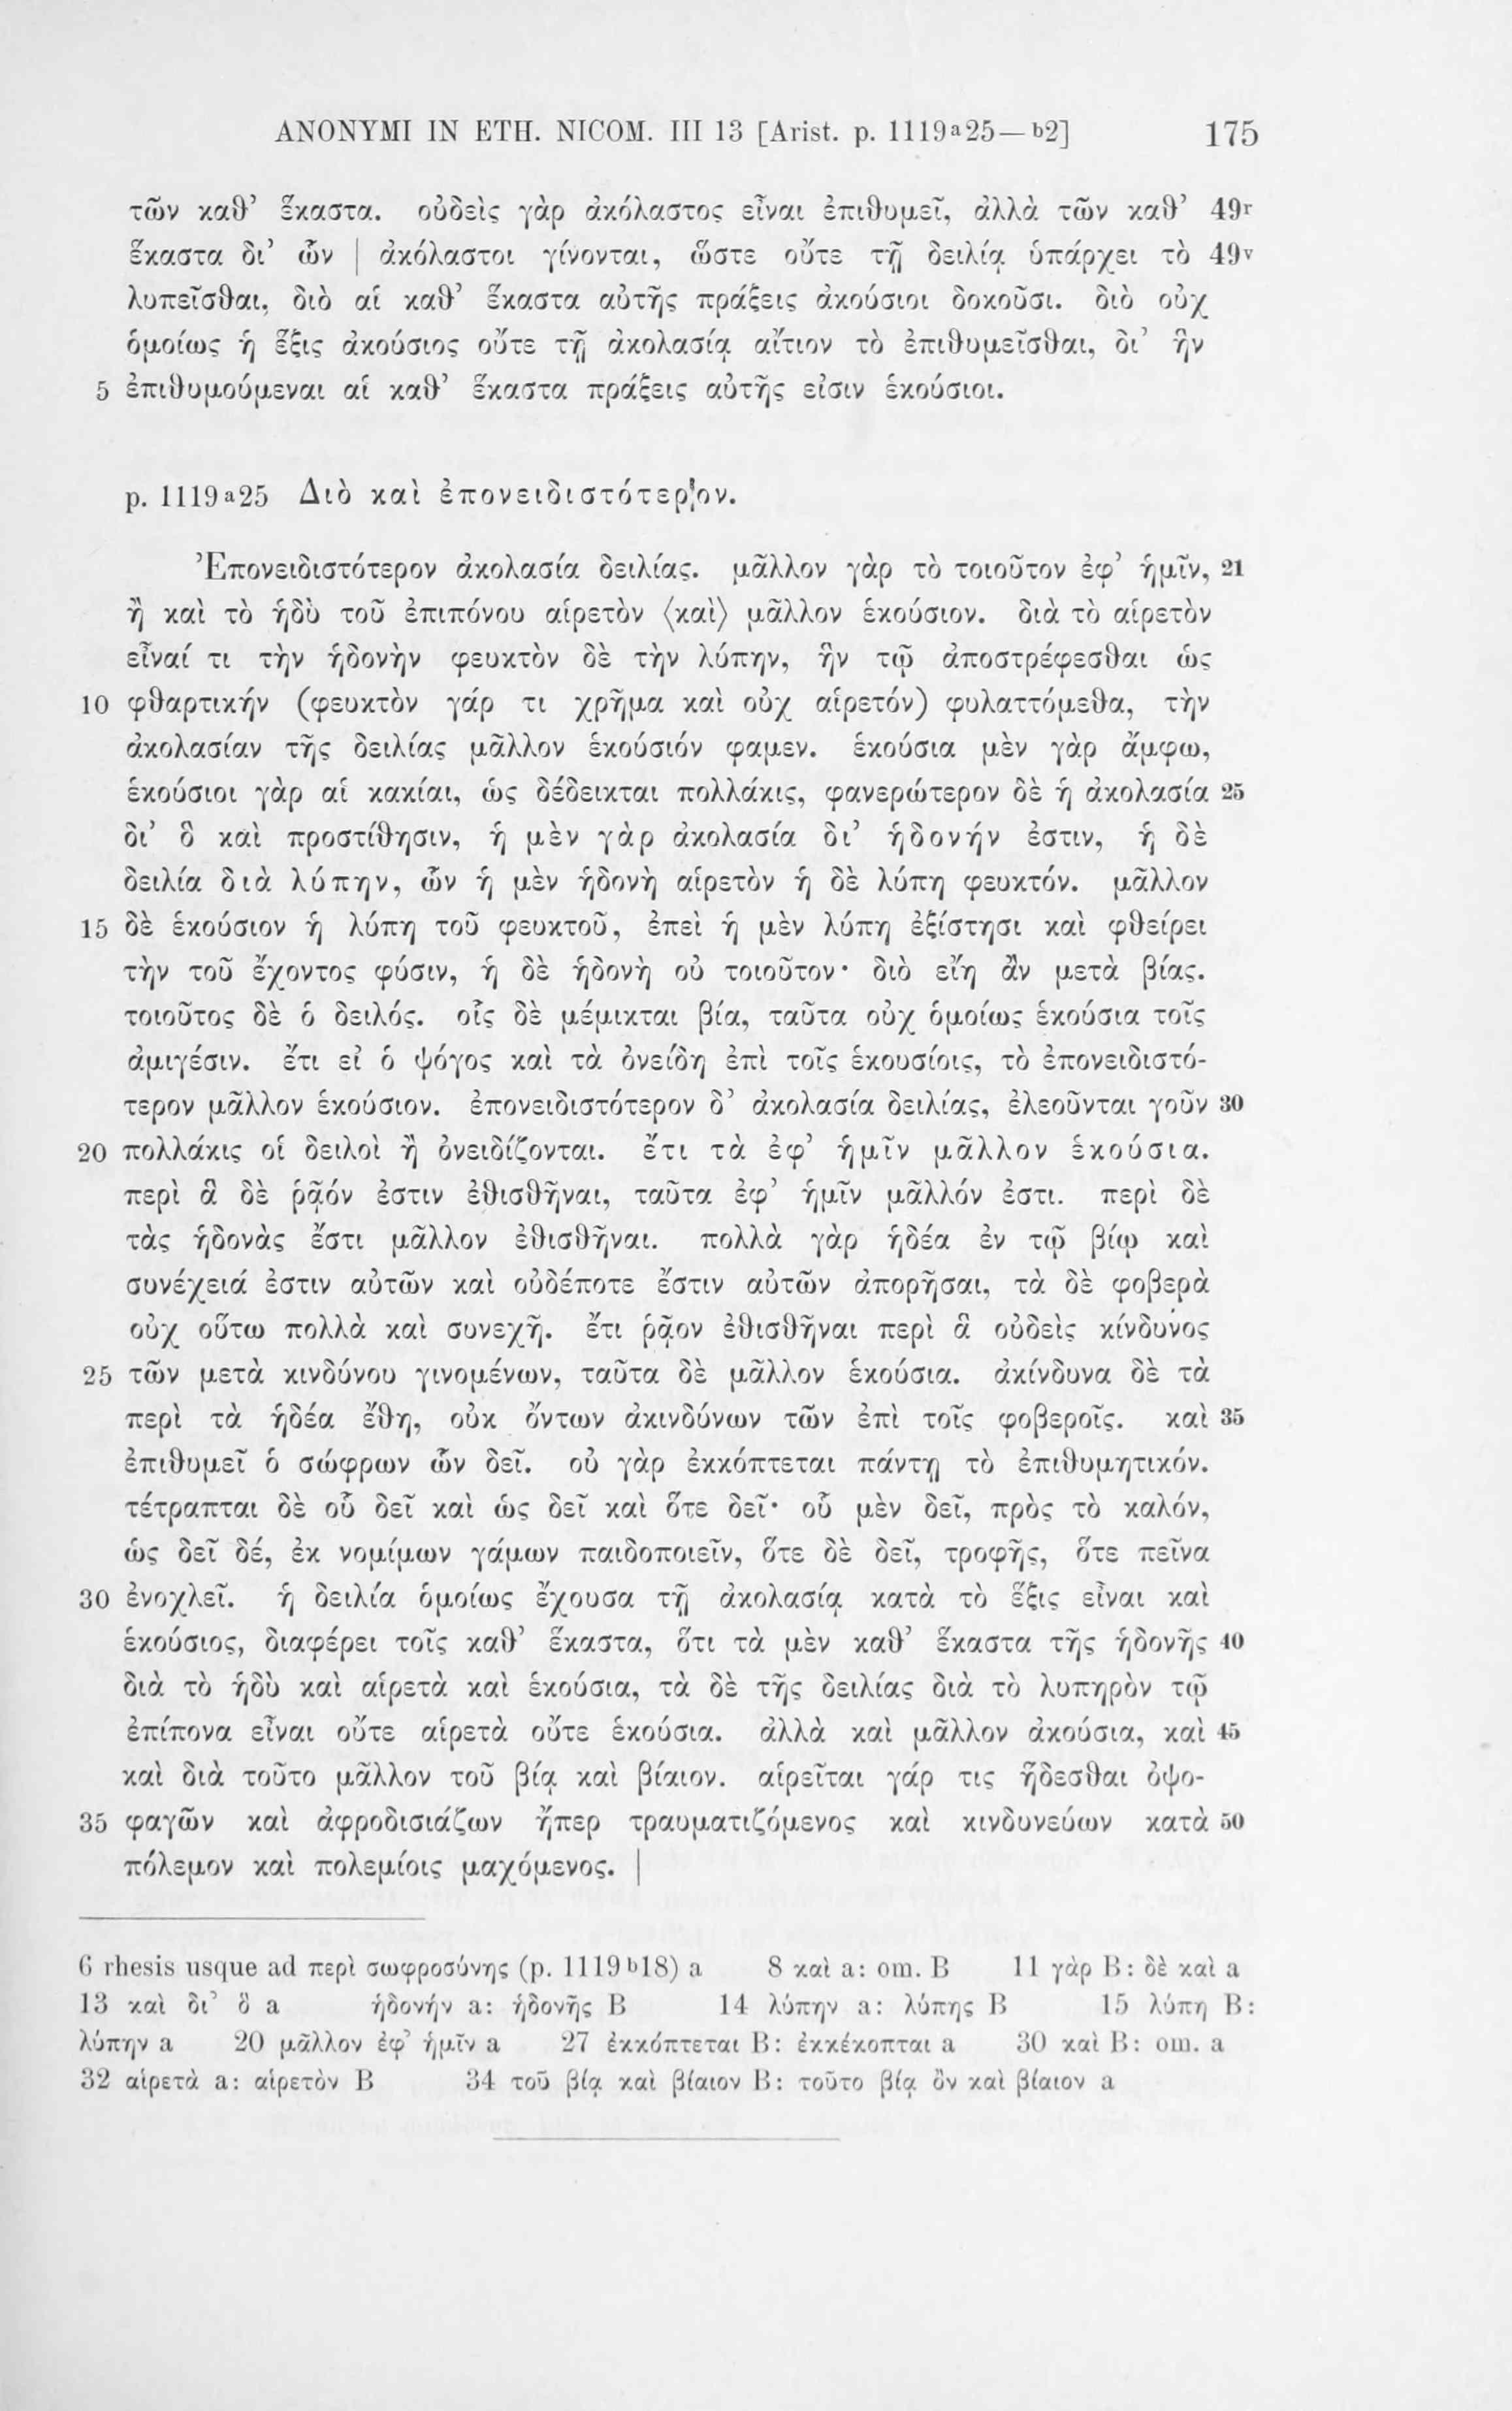 ANONYMI IN ETH. NICOM. III 13 [Arist. p. 1119a25—b2] 175
τῶν καθ’ ἕκαστα. οὐδεὶς γὰρ ἀκόλαστος εἶναι ἐπιθυμεῖ, ἀλλὰ τῶν καθ’ 49r
ἕκαστα δι’ ὧν | ἀκόλαστοι γίνονται, ὥστε οὔτε τῇ δειλίᾳ ὑπάρχει τὸ 49v
λυπεῖσθαι, διὸ αἱ καθ’ ἕκαστα αὐτῆς πράξεις ἀκούσιοι δοκοῦσι. διὸ οὐχ
ὁμοίως ἡ ἕξις ἀκούσιος οὔτε τῇ ἀκολασίᾳ αἴτιον τὸ ἐπιθυμεῖσθαι, δι’ ἣν
5 ἐπιθυμούμεναι αἱ καθ’ ἕκαστα πράξεις αὐτῆς εἰσιν ἑκούσιοι.
p. 1119a25 Διὸ καὶ ἐπονειδιστότερ|ον.
Ἐπονειδιστότερον ἀκολασία δειλίας. μᾶλλον γὰρ τὸ τοιοῦτον ἐφ’ ἡμῖν, 21
ἢ καὶ τὸ ἡδὺ τοῦ ἐπιπόνου αἱρετὸν ⟨καὶ⟩ μᾶλλον ἑκούσιον. διὰ τὸ αἱρετὸν
εἶναί τι τὴν ἡδονὴν φευκτὸν δὲ τὴν λύπην, ἣν τῷ ἀποστρέφεσθαι ὡς
10 φθαρτικήν (φευκτὸν γάρ τι χρῆμα καὶ οὐχ αἱρετόν) φυλαττόμεθα, τὴν
ἀκολασίαν τῆς δειλίας μᾶλλον ἑκούσιόν φαμεν. ἑκούσια μὲν γὰρ ἄμφω,
ἑκούσιοι γὰρ αἱ κακίαι, ὡς δέδεικται πολλάκις, φανερώτερον δὲ ἡ ἀκολασία 25
δι’ ὃ καὶ προστίθησιν, ἡ μὲν γὰρ ἀκολασία δι’ ἡδονήν ἐστιν, ἡ δὲ
δειλία διὰ λύπην, ὧν ἡ μὲν ἡδονὴ αἱρετὸν ἡ δὲ λύπη φευκτόν. μᾶλλον
15 δὲ ἑκούσιον ἡ λύπη τοῦ φευκτοῦ, ἐπεὶ ἡ μὲν λύπη ἐξίστησι καὶ φθείρει
τὴν τοῦ ἔχοντος φύσιν, ἡ δὲ ἡδονὴ οὐ τοιοῦτον· διὸ εἴη ἂν μετὰ βίας.
τοιοῦτος δὲ ὁ δειλός. οἷς δὲ μέμικται βία, ταῦτα οὐχ ὁμοίως ἑκούσια τοῖς
ἀμιγέσιν. ἔτι εἰ ὁ ψόγος καὶ τὰ ὀνείδη ἐπὶ τοῖς ἑκουσίοις, τὸ ἐπονειδιστό-
τερον μᾶλλον ἑκούσιον. ἐπονειδιστότερον δ’ ἀκολασία δειλίας, ἐλεοῦνται γοῦν 30
20 πολλάκις οἱ δειλοὶ ἢ ὀνειδίζονται. ἔτι τὰ ἐφ’ ἡμῖν μᾶλλον ἑκούσια.
περὶ ἃ δὲ ῥᾷόν ἐστιν ἐθισθῆναι, ταῦτα ἐφ’ ἡμῖν μᾶλλόν ἐστι. περὶ δὲ
τὰς ἡδονὰς ἔστι μᾶλλον ἐθισθῆναι. πολλὰ γὰρ ἡδέα ἐν τῷ βίῳ καὶ
συνέχειά ἐστιν αὐτῶν καὶ οὐδέποτε ἔστιν αὐτῶν ἀπορῆσαι, τὰ δὲ φοβερὰ
οὐχ οὕτω πολλὰ καὶ συνεχῆ. ἔτι ῥᾷον ἐθισθῆναι περὶ ἃ οὐδεὶς κίνδυνος
25 τῶν μετὰ κινδύνου γινομένων, ταῦτα δὲ μᾶλλον ἑκούσια. ἀκίνδυνα δὲ τὰ
περὶ τὰ ἡδέα ἔθη, οὐκ ὄντων ἀκινδύνων τῶν ἐπὶ τοῖς φοβεροῖς. καὶ 35
ἐπιθυμεῖ ὁ σώφρων ὧν δεῖ. οὐ γὰρ ἐκκόπτεται πάντῃ τὸ ἐπιθυμητικόν.
τέτραπται δὲ οὗ δεῖ καὶ ὡς δεῖ καὶ ὅτε δεῖ· οὗ μὲν δεῖ, πρὸς τὸ καλόν,
ὡς δεῖ δέ, ἐκ νομίμων γάμων παιδοποιεῖν, ὅτε δὲ δεῖ, τροφῆς, ὅτε πεῖνα
30 ἐνοχλεῖ. ἡ δειλία ὁμοίως ἔχουσα τῇ ἀκολασίᾳ κατὰ τὸ ἕξις εἶναι καὶ
ἑκούσιος, διαφέρει τοῖς καθ’ ἕκαστα, ὅτι τὰ μὲν καθ’ ἕκαστα τῆς ἡδονῆς 40
διὰ τὸ ἡδὺ καὶ αἱρετὰ καὶ ἑκούσια, τὰ δὲ τῆς δειλίας διὰ τὸ λυπηρὸν τῷ
ἐπίπονα εἶναι οὔτε αἱρετὰ οὔτε ἑκούσια. ἀλλὰ καὶ μᾶλλον ἀκούσια, καὶ 45
καὶ διὰ τοῦτο μᾶλλον τοῦ βίᾳ καὶ βίαιον. αἱρεῖται γάρ τις ἥδεσθαι ὀψο-
35 φαγῶν καὶ ἀφροδισιάζων ἤπερ τραυματιζόμενος καὶ κινδυνεύων κατὰ 50
πόλεμον καὶ πολεμίοις μαχόμενος. |
6 rhesis usque ad περὶ σωφροσύνης (p. 1119b18) a 8 καὶ a: om. B 11 γὰρ B: δὲ καὶ a
13 καὶ δι’ ὃ a ἡδονήν a: ἡδονῆς B 14 λύπην a: λύπης B 15 λύπη B:
λύπην a 20 μᾶλλον ἐφ’ ἡμῖν a 27 ἐκκόπτεται B: ἐκκέκοπται a 30 καὶ B: om. a
32 αἱρετὰ a: αἱρετὸν B 34 τοῦ βίᾳ καὶ βίαιον B: τοῦτο βίᾳ ὂν καὶ βίαιον a